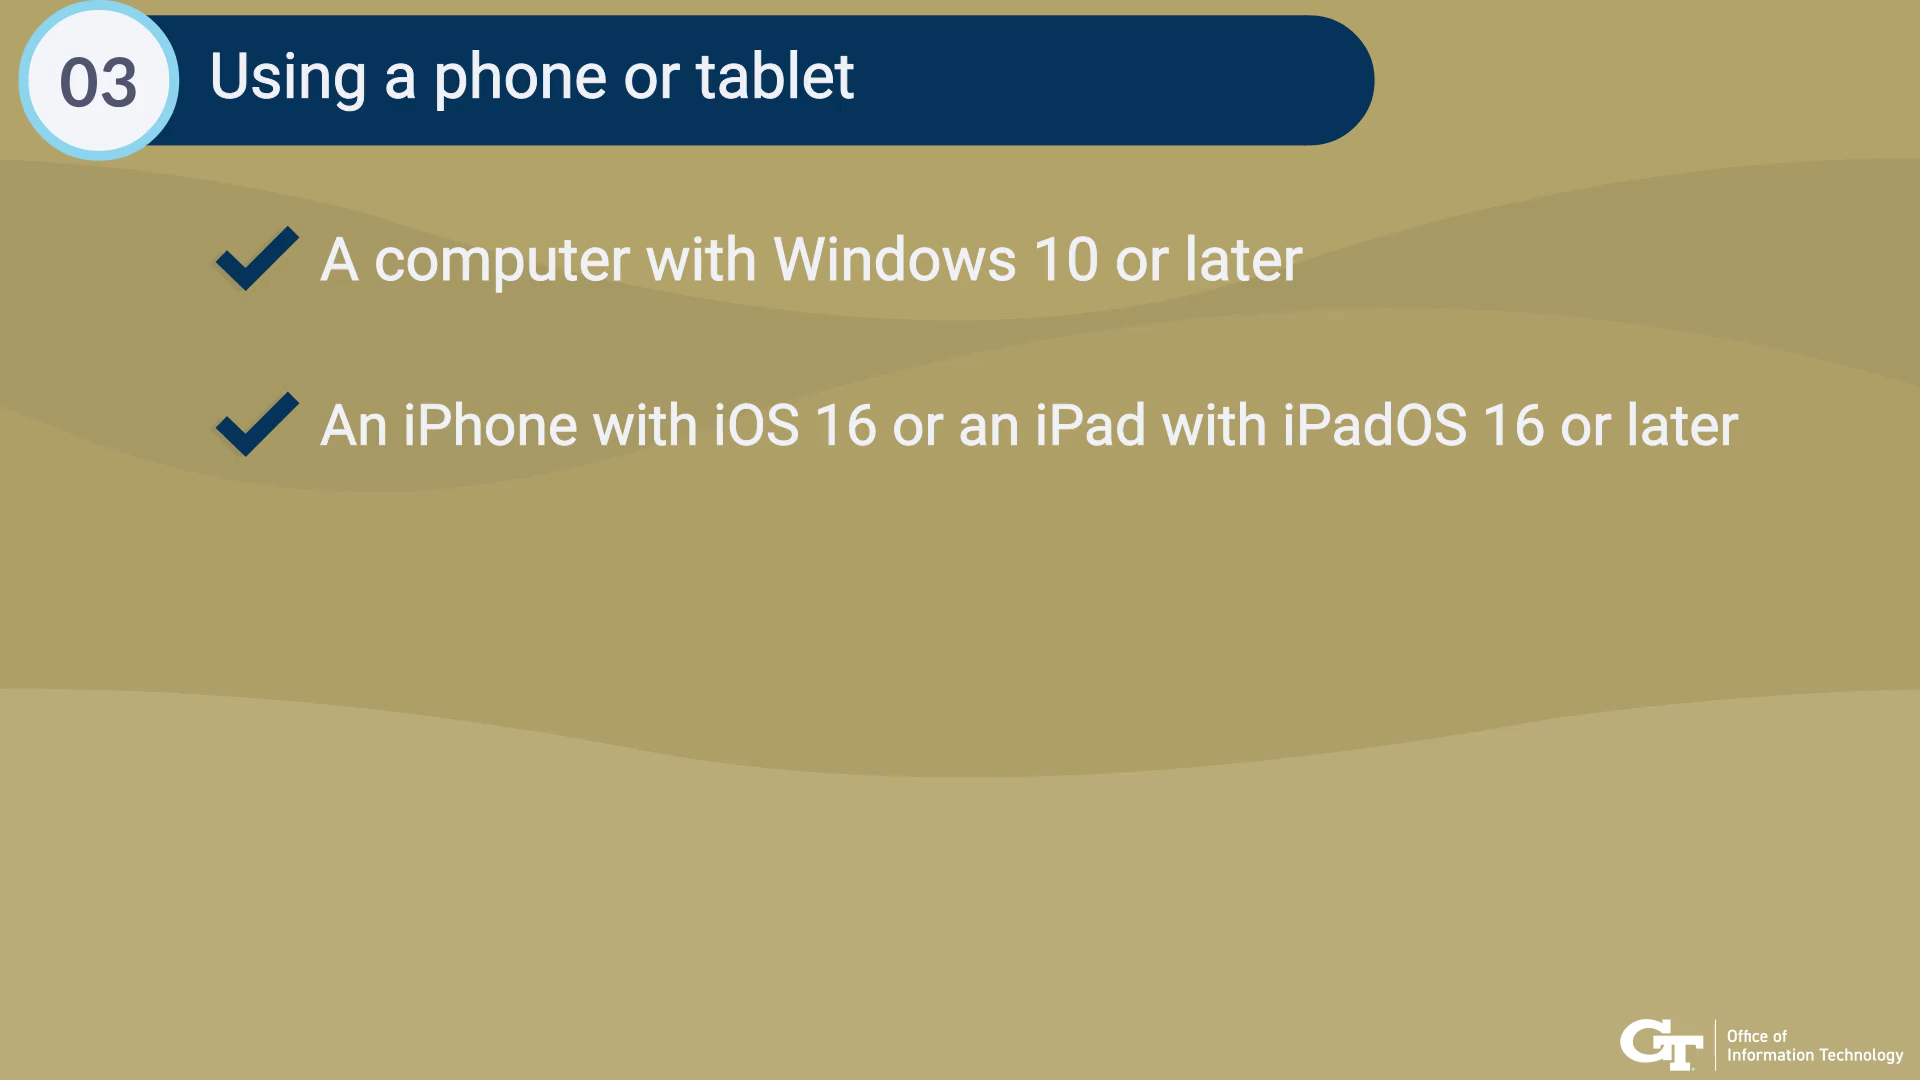 03
Using a phone or tablet
A computer with Windows 10 or later
An iPhone with iOS 16 or an iPad with iPadOS 16 or later
GT
Office of
Information Technology